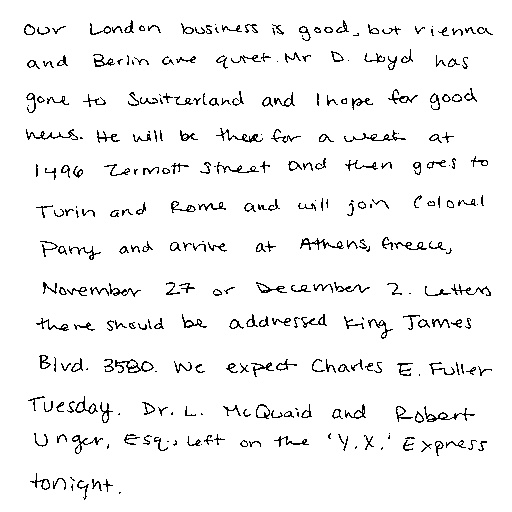 our London business is good, but vienna
and Berlin are quiet. Mr D. Lloyd has
gone to Switzerland and I hope for good
news. He will be there for a week at
1496 Zermott Street and then goes to
Turin and Rome and will join Colonel
Parry and arrive at Athens, Greece,
November 27 or December 2. Letters
there should be addressed King James
Blvd. 3580. We expect Charles E. Fuller
Tuesday. Dr. L. McQuaid and Robert
Unger, Esq., left on the 'Y.X.' Express
tonight.